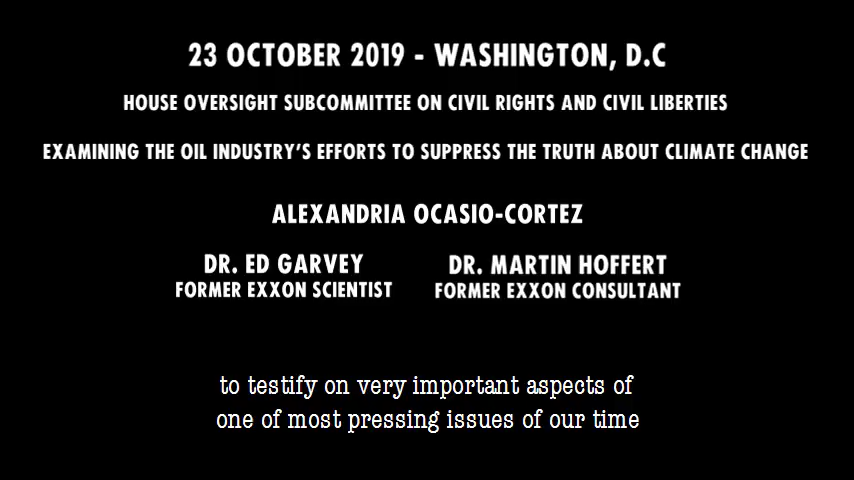 23 OCTOBER 2019 - WASHINGTON, D.C
HOUSE OVERSIGHT SUBCOMMITTEE ON CIVIL RIGHTS AND CIVIL LIBERTIES
EXAMINING THE OIL INDUSTRY'S EFFORTS TO SUPPRESS THE TRUTH ABOUT CLIMATE CHANGE
ALEXANDRIA OCASIO-CORTEZ
DR. ED GARVEY
FORMER EXXON SCIENTIST
DR. MARTIN HOFFERT
FORMER EXXON CONSULTANT
to testify on very important aspects of
one of most pressing issues of our time